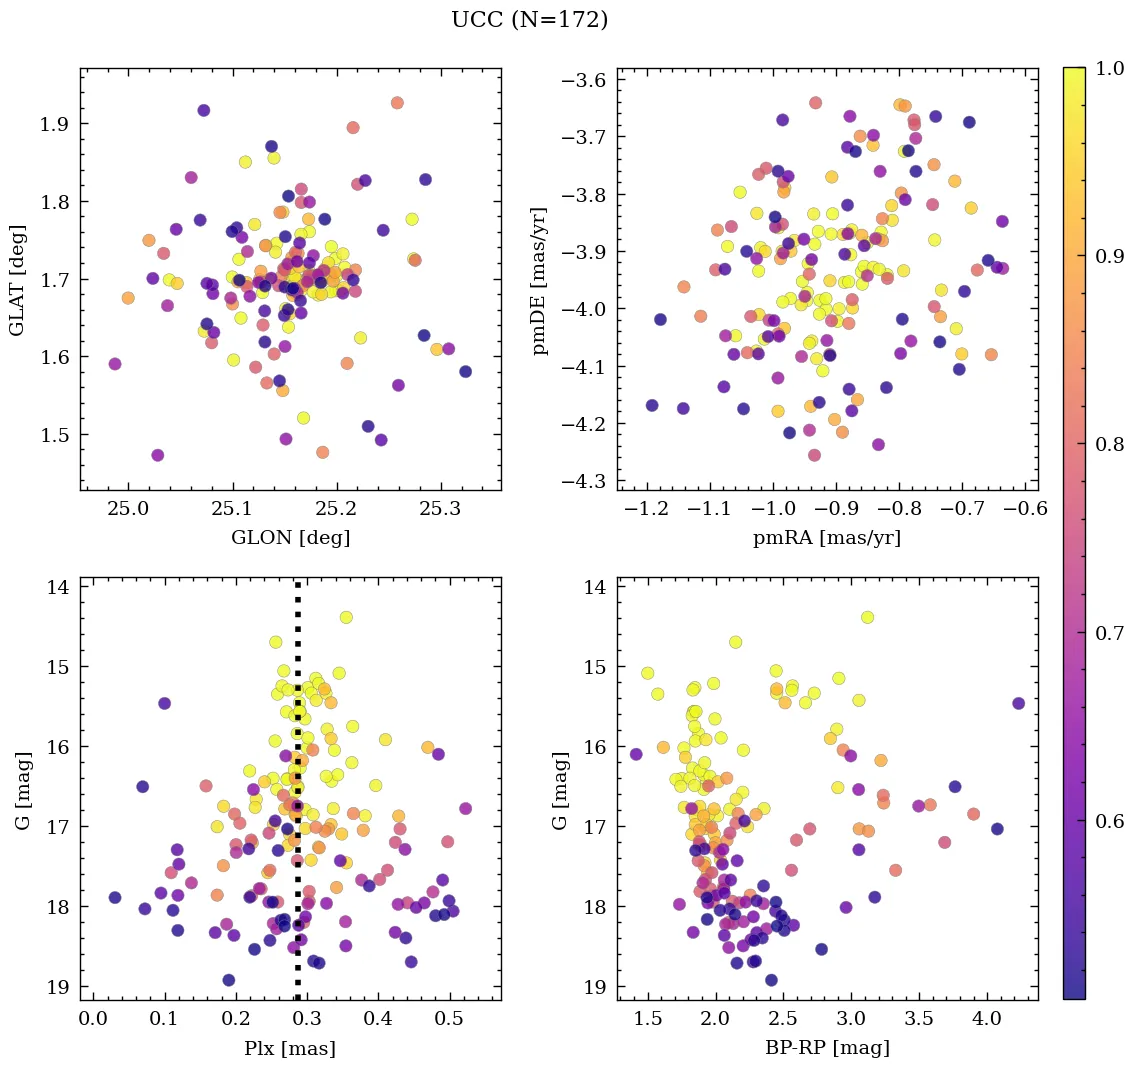 UCC (N=172)
1.9
1.8
1.7
1.6
1.5
GLAT [deg]
25.0 25.1 25.2 25.3
GLON [deg]
−3.6
−3.7
−3.8
−3.9
−4.0
−4.1
−4.2
−4.3
pmDE [mas/yr]
−1.2 −1.1 −1.0 −0.9 −0.8 −0.7 −0.6
pmRA [mas/yr]
14
15
16
17
18
19
G [mag]
0.0 0.1 0.2 0.3 0.4 0.5
Plx [mas]
14
15
16
17
18
19
G [mag]
1.5 2.0 2.5 3.0 3.5 4.0
BP-RP [mag]
1.0
0.9
0.8
0.7
0.6